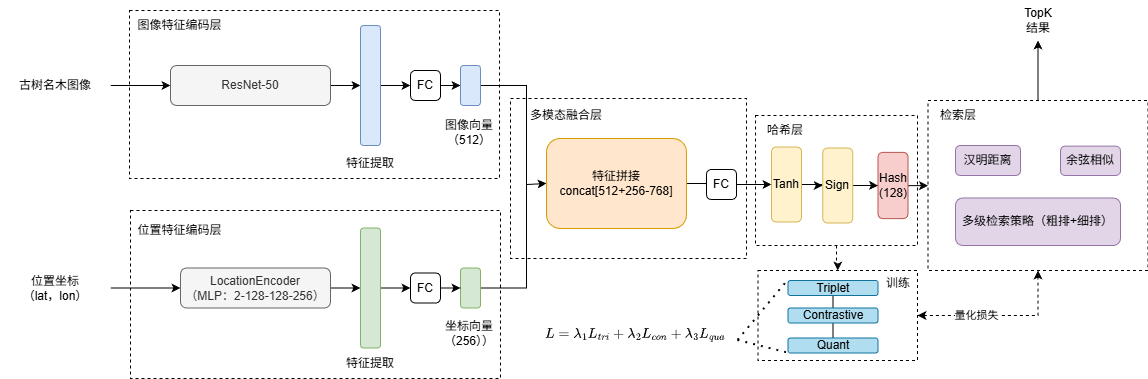 图像特征编码层
古树名木图像
ResNet-50
特征提取
FC
图像向量
（512）
位置特征编码层
位置坐标
（lat，lon）
LocationEncoder
（MLP：2-128-128-256）
特征提取
FC
坐标向量
（256））
多模态融合层
特征拼接
concat[512+256-768]
FC
哈希层
Tanh
Sign
Hash
（128）
训练
Triplet
Contrastive
Quant
L = λ₁L_tri + λ₂L_con + λ₃L_qua
量化损失
TopK
结果
检索层
汉明距离
余弦相似
多级检索策略（粗排+细排）